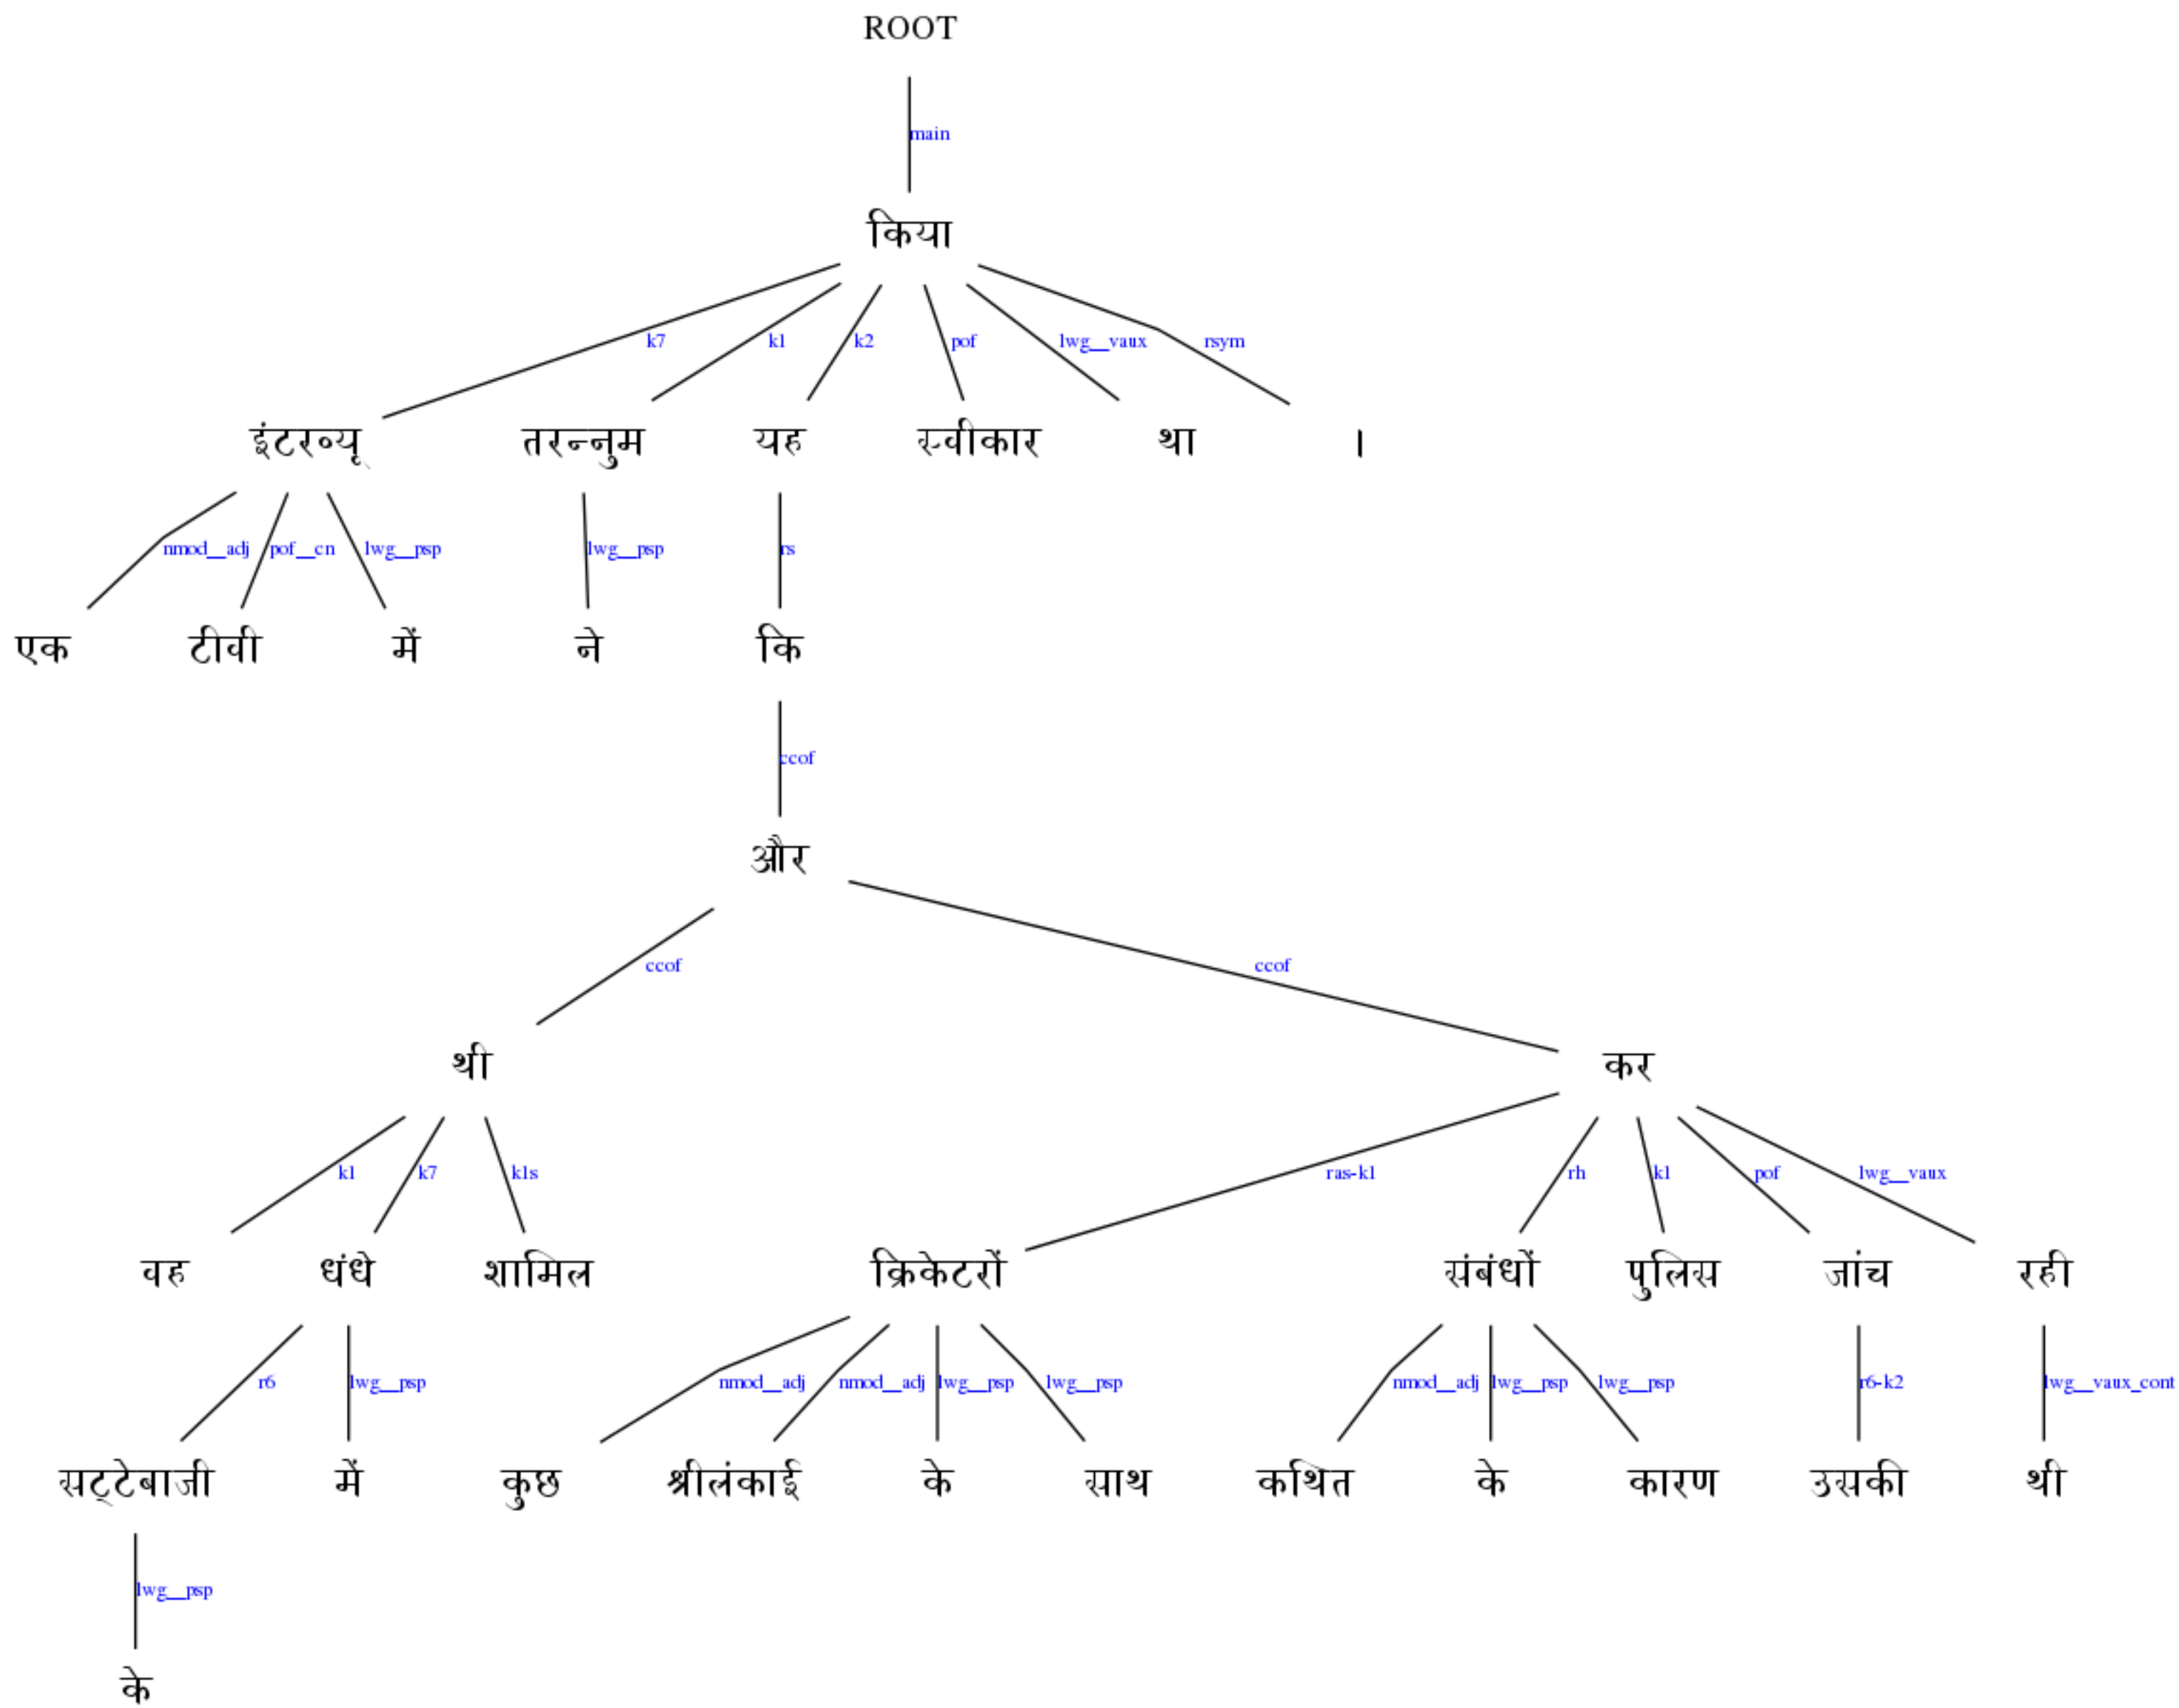 ROOT
main
किया
k7 k1 k2 pof lwg__vaux rsym
इंटरव्यू तरन्नुम यह स्वीकार था ।
nmod__adj pof__cn lwg__psp lwg__psp rs
एक टीवी में ने कि
ccof
और
ccof ccof
थी कर
k1 k7 k1s ras-k1 rh k1 pof lwg__vaux
वह धंधे शामिल क्रिकेटरों संबंधों पुलिस जांच रही
r6 lwg__psp nmod__adj nmod__adj lwg__psp lwg__psp nmod__adj lwg__psp lwg__psp r6-k2 lwg__vaux_cont
सट्टेबाजी में कुछ श्रीलंकाई के साथ कथित के कारण उसकी थी
lwg__psp
के